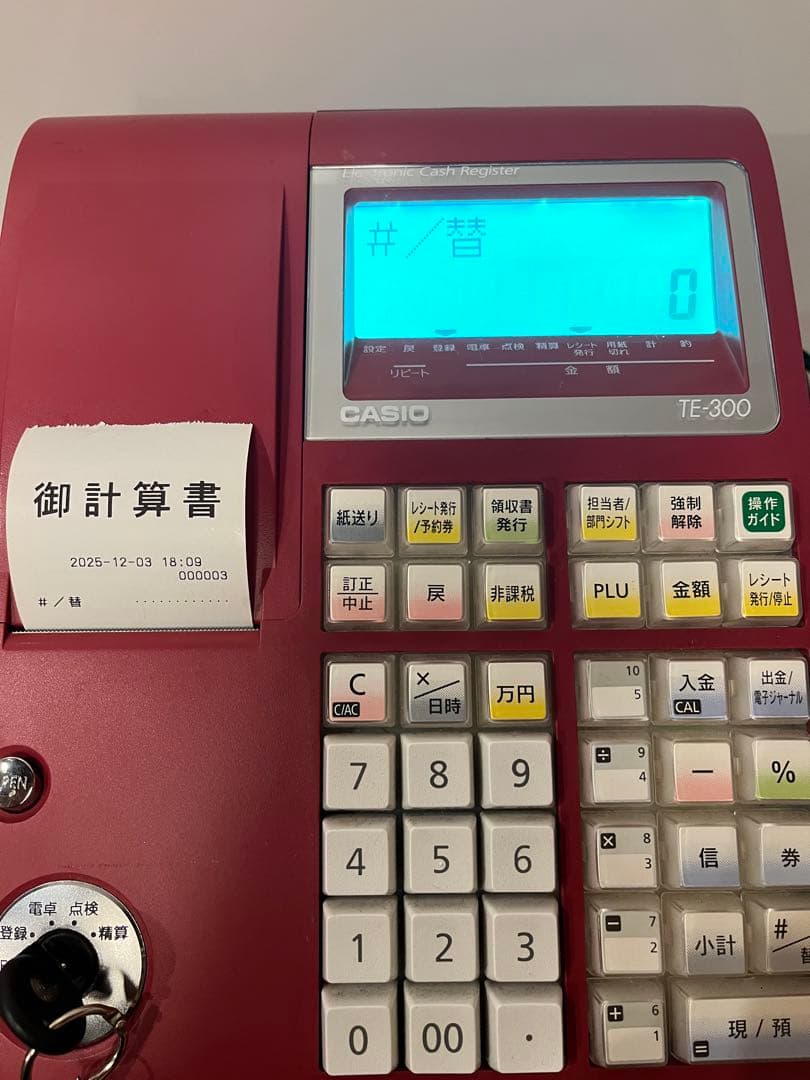 Electronic Cash Register
#/替
0
設定 戻 登録 電卓 点検 精算 レシート発行 用紙切れ 計 釣
リピート 金額
CASIO TE-300
御計算書
2025-12-03 18:09
000003
#/替 ............
紙送り レシート発行/予約券 領収書発行 担当者/部門シフト 強制解除 操作ガイド
訂正/中止 戻 非課税 PLU 金額 レシート発行/停止
C C/AC ×/日時 万円 10 5 入金 CAL 出金/電子ジャーナル
7 8 9 ÷ 9 4 − %
4 5 6 × 8 3 信 券
電卓 点検
登録 精算
1 2 3 − 7 2 小計 #/替
0 00 · + 6 1 = 現/預